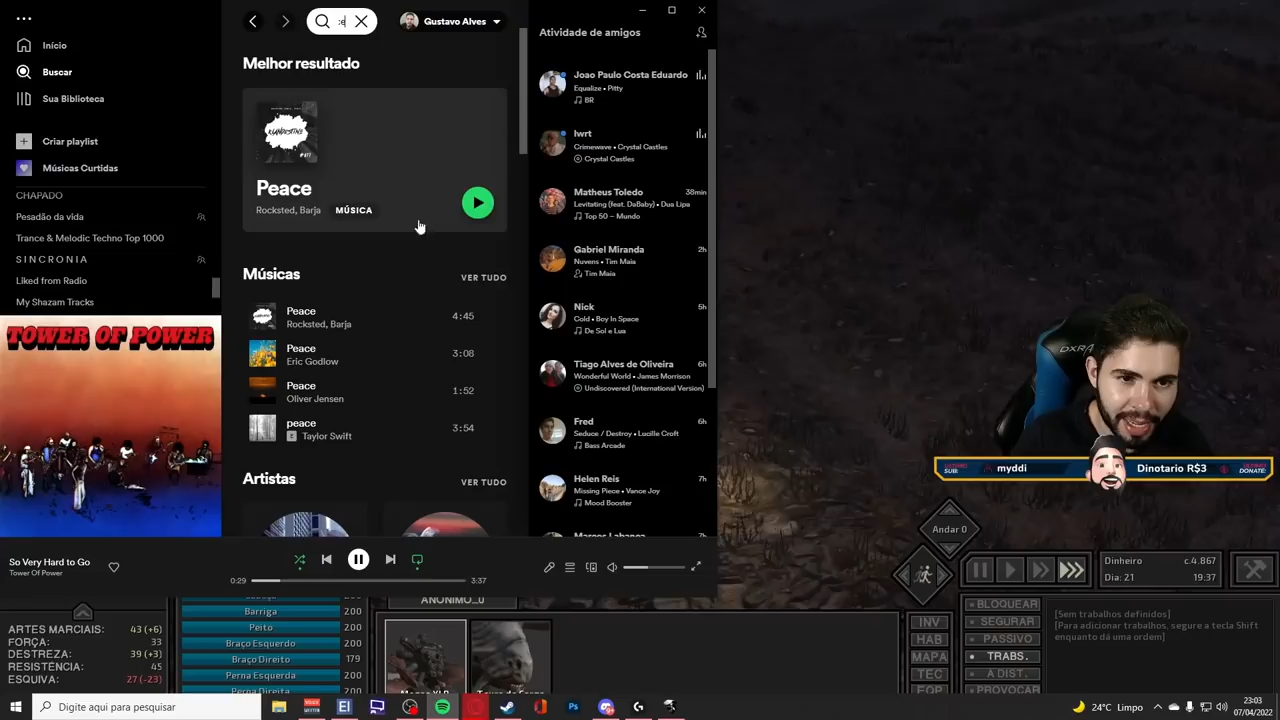 Início
Buscar
Sua Biblioteca
Criar playlist
Músicas Curtidas
CHAPADO
Pesadão da vida
Trance & Melodic Techno Top 1000
S I N C R O N I A
Liked from Radio
My Shazam Tracks
TOWER OF POWER
So Very Hard to Go
Tower Of Power
:e
Gustavo Alves
Melhor resultado
Peace
Rocksted, Barja
MÚSICA
Músicas
VER TUDO
Peace
Rocksted, Barja
4:45
Peace
Eric Godlow
3:08
Peace
Oliver Jensen
1:52
peace
E Taylor Swift
3:54
Artistas
VER TUDO
0:29
3:37
Atividade de amigos
Joao Paulo Costa Eduardo
Equalize • Pitty
BR
lwrt
Crimewave • Crystal Castles
Crystal Castles
Matheus Toledo
38min
Levitating (feat. DaBaby) • Dua Lipa
Top 50 – Mundo
Gabriel Miranda
2h
Nuvens • Tim Maia
Tim Maia
Nick
5h
Cold • Boy In Space
De Sol e Lua
Tiago Alves de Oliveira
6h
Wonderful World • James Morrison
Undiscovered (International Version)
Fred
6h
Seduce / Destroy • Lucille Croft
Bass Arcade
Helen Reis
7h
Missing Piece • Vance Joy
Mood Booster
DXRA
ÚLTIMO SUB:
myddi
Dinotario R$3
ÚLTIMO DONATE:
Andar 0
Dinheiro c.4.867
Dia: 21 19:37
ARTES MARCIAIS: 43 (+6)
FORÇA: 33
DESTREZA: 39 (+3)
RESISTÊNCIA: 45
ESQUIVA: 27 (-23)
Barriga 200
Peito 200
Braço Esquerdo 200
Braço Direito 179
Perna Esquerda 200
Perna Direita 200
ANÔNIMO_0
INV
HAB
MAPA
TEC
BLOQUEAR
SEGURAR
PASSIVO
TRABS.
A DIST.
PROVOCAR
[Sem trabalhos definidos]
[Para adicionar trabalhos, segure a tecla Shift
enquanto dá uma ordem]
Digite aqui para pesquisar
24°C Limpo
23:03
07/04/2022